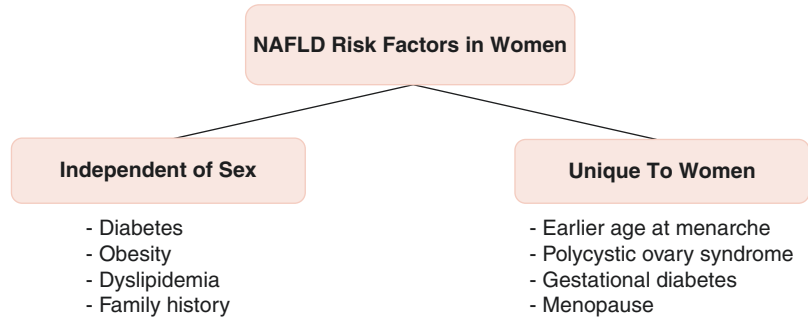 NAFLD Risk Factors in Women
Independent of Sex
- Diabetes
- Obesity
- Dyslipidemia
- Family history
Unique To Women
- Earlier age at menarche
- Polycystic ovary syndrome
- Gestational diabetes
- Menopause